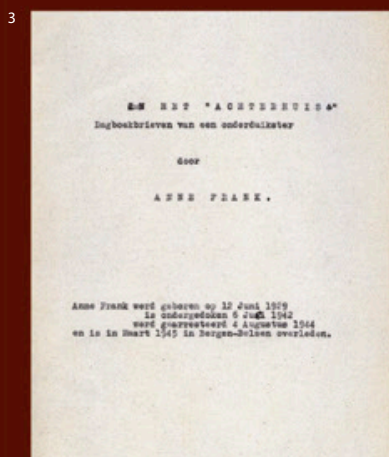 3
IN HET "ACHTERHUIS"
Dagboekbrieven van een onderduikster
door
ANNE FRANK.
Anne Frank werd geboren op 12 Juni 1929
is ondergedoken 6 Juli 1942
werd gearresteerd 4 Augustus 1944
en is in Maart 1945 in Bergen-Belsen overleden.